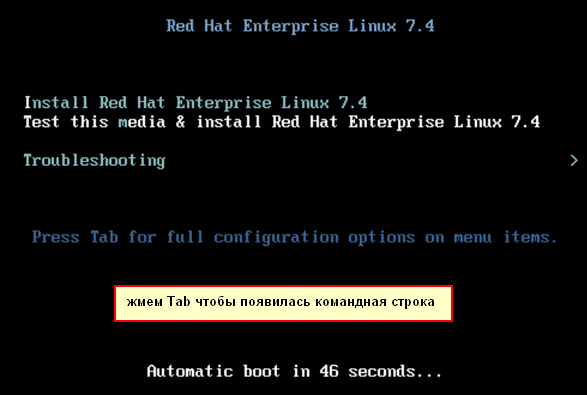 Red Hat Enterprise Linux 7.4
Install Red Hat Enterprise Linux 7.4
Test this media & install Red Hat Enterprise Linux 7.4
Troubleshooting >
Press Tab for full configuration options on menu items.
жмем Tab чтобы появилась командная строка
Automatic boot in 46 seconds...